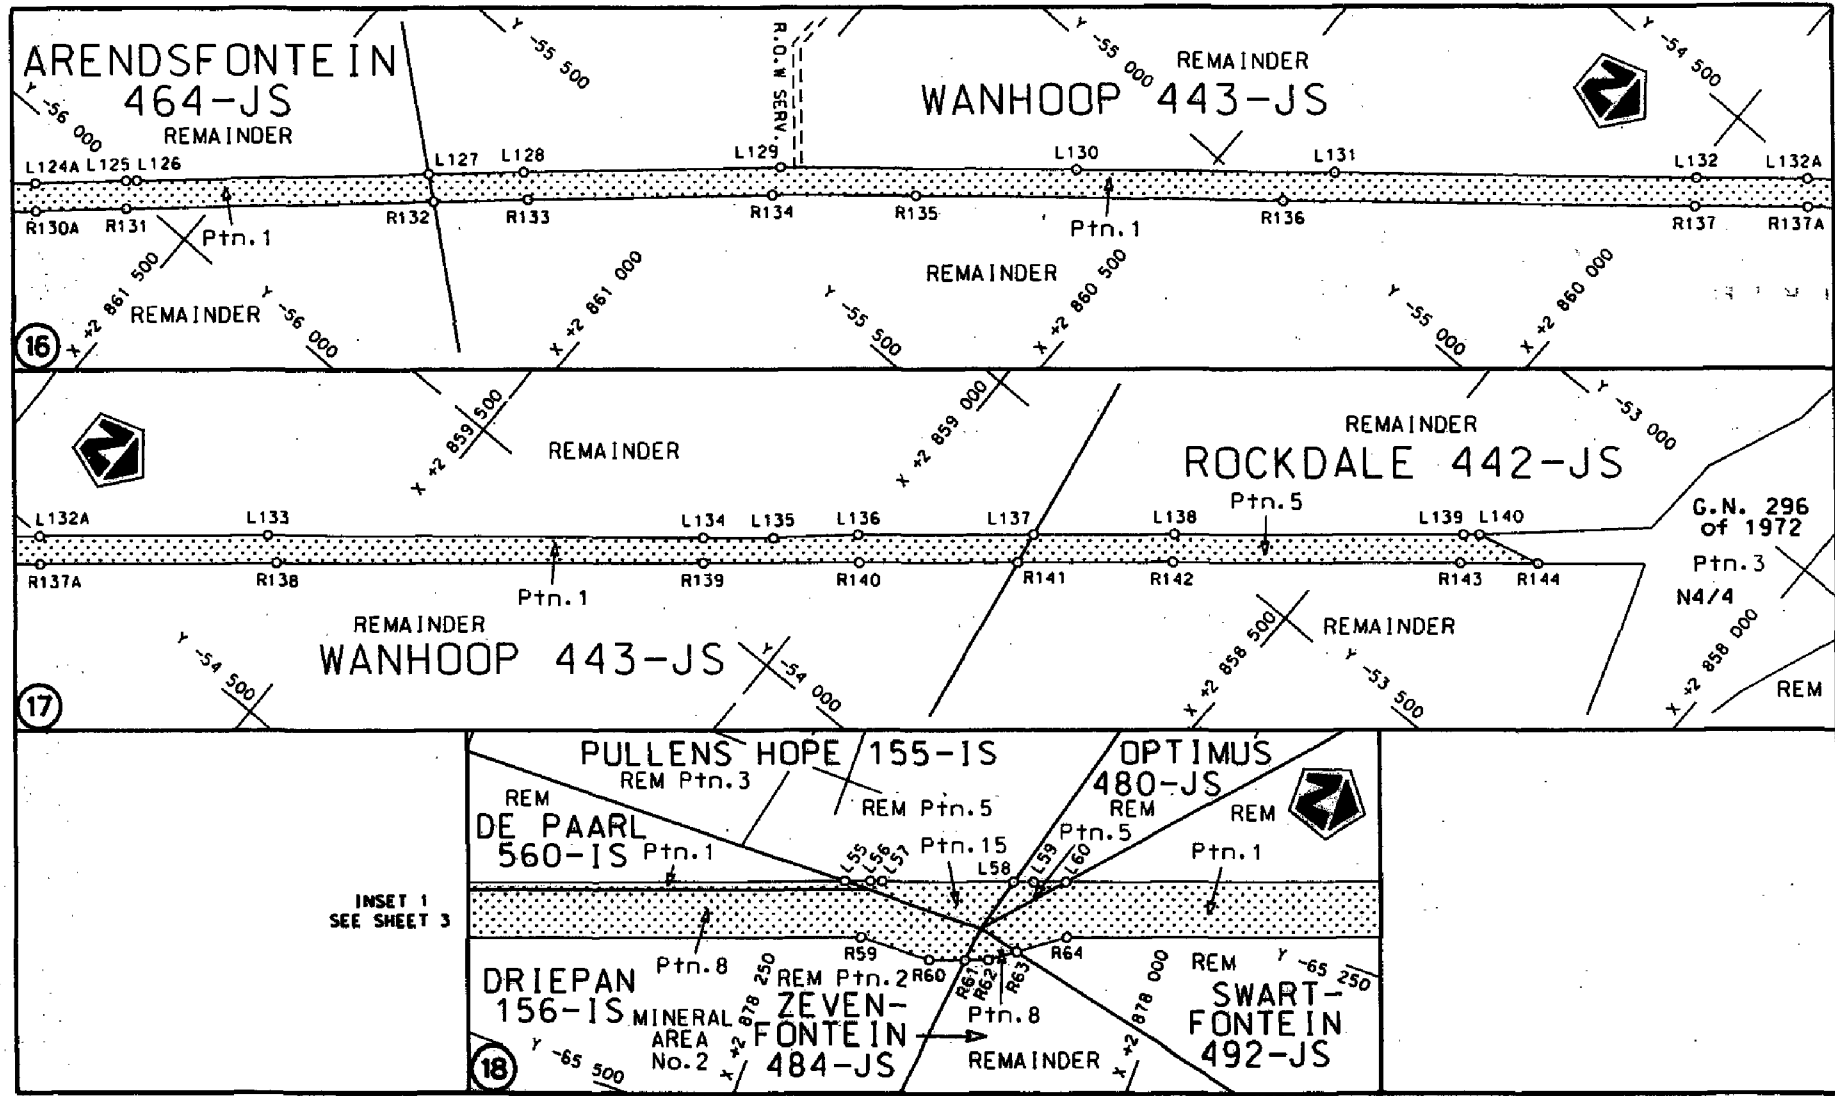 ARENDSFONTEIN
464-JS
REMAINDER
Y -56 000
Y -55 500
R.O.W SERV.
Y -55 000
REMAINDER
WANHOOP 443-JS
Y -54 500
L124A
L125
L126
L127
L128
L129
L130
L131
L132
L132A
R130A
R131
R132
R133
R134
R135
R136
R137
R137A
Ptn.1
Ptn.1
REMAINDER
REMAINDER
X +2 861 500
Y -56 000
X +2 861 000
Y -55 500
X +2 860 500
Y -55 000
X +2 860 000
16
X +2 859 500
REMAINDER
X +2 859 000
REMAINDER
ROCKDALE 442-JS
Y -53 000
Ptn.5
G.N. 296
of 1972
Ptn.3
N4/4
L132A
L133
L134
L135
L136
L137
L138
L139
L140
R137A
R138
R139
R140
R141
R142
R143
R144
Ptn.1
REMAINDER
WANHOOP 443-JS
Y -54 500
Y -54 000
X +2 858 500
REMAINDER
Y -53 500
X +2 858 000
REM
17
PULLENS HOPE 155-IS
REM Ptn.3
OPTIMUS
480-JS
REM
REM
DE PAARL
560-IS
REM Ptn.5
REM
Ptn.1
Ptn.15
Ptn.5
Ptn.1
L55
L56
L57
L58
L59
L60
INSET 1
SEE SHEET 3
R59
R60
R61
R62
R63
R64
Ptn.8
Ptn.8
DRIEPAN
156-IS
MINERAL
AREA
No.2
X +2 878 250
REM Ptn.2
ZEVEN-
FONTEIN
484-JS
REMAINDER
X +2 878 000
REM
Y -65 250
SWART-
FONTEIN
492-JS
Y -65 500
18